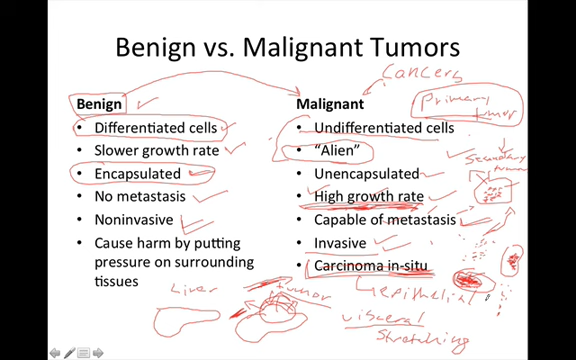 Benign vs. Malignant Tumors
Benign
• Differentiated cells
• Slower growth rate
• Encapsulated
• No metastasis
• Noninvasive
• Cause harm by putting
pressure on surrounding
tissues
cancers
Malignant
• Undifferentiated cells
• "Alien"
• Unencapsulated
• High growth rate
• Capable of metastasis
• Invasive
• Carcinoma in-situ
Primary
tumor
Secondary
tumor
Liver
tumor
epithelial
visceral
stretching